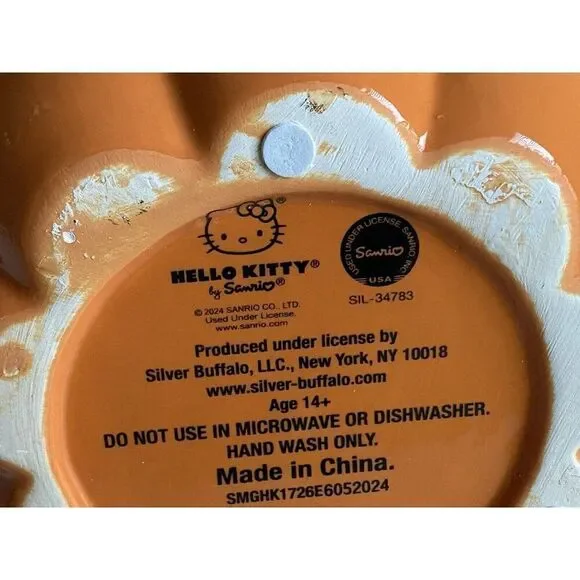 HELLO KITTY®
by Sanrio®
© 2024 SANRIO CO., LTD.
Used Under License.
www.sanrio.com
USED UNDER LICENSE SANRIO, INC.
Sanrio
USA
SIL-34783
Produced under license by
Silver Buffalo, LLC., New York, NY 10018
www.silver-buffalo.com
Age 14+
DO NOT USE IN MICROWAVE OR DISHWASHER.
HAND WASH ONLY.
Made in China.
SMGHK1726E6052024